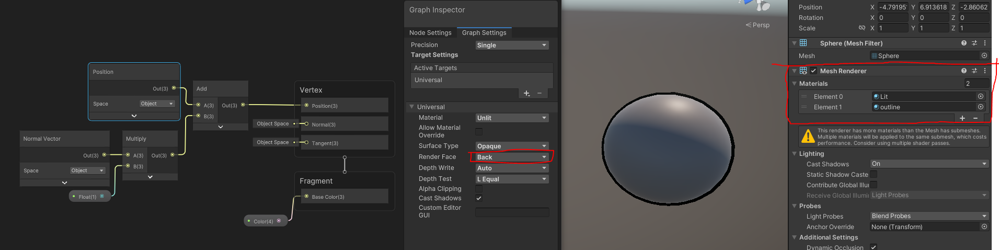 Position
Out(3)
Space
Object
Add
A(3)
Out(3)
B(3)
Normal Vector
Out(3)
Space
Object
Multiply
A(3)
Out(3)
B(3)
Float(1)
Vertex
Position(3)
Object Space
Normal(3)
Object Space
Tangent(3)
Fragment
Base Color(3)
Color(4)
Graph Inspector
Node Settings Graph Settings
Precision Single
Target Settings
Active Targets
Universal
Universal
Material Unlit
Allow Material
Override
Surface Type Opaque
Render Face Back
Depth Write Auto
Depth Test L Equal
Alpha Clipping
Cast Shadows
Custom Editor
GUI
Persp
Position X -4.79195 Y 6.913618 Z -2.86062
Rotation X 0 Y 0 Z 0
Scale X 1 Y 1 Z 1
Sphere (Mesh Filter)
Mesh Sphere
Mesh Renderer
Materials 2
Element 0 Lit
Element 1 outline
This renderer has more materials than the Mesh has submeshes.
Multiple materials will be applied to the same submesh, which costs
performance. Consider using multiple shader passes.
Lighting
Cast Shadows On
Static Shadow Caste
Contribute Global Illu
Receive Global Illumi Light Probes
Probes
Light Probes Blend Probes
Anchor Override None (Transform)
Additional Settings
Dynamic Occlusion